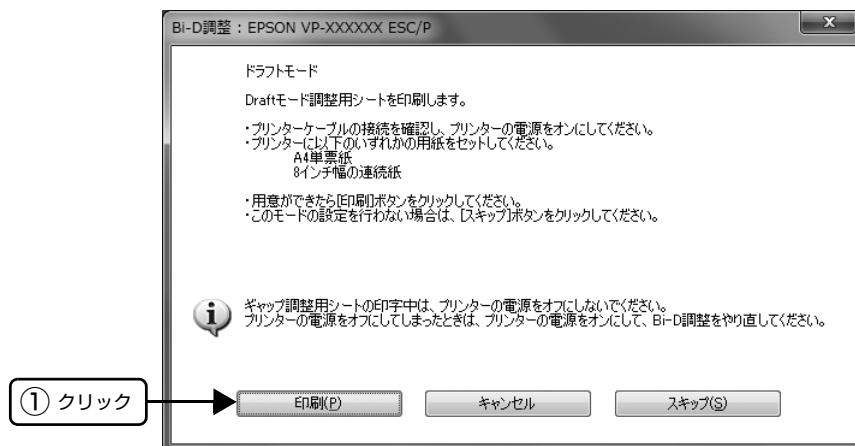 Bi-D調整：EPSON VP-XXXXXX ESC/P
ドラフトモード
Draftモード調整用シートを印刷します。
・プリンターケーブルの接続を確認し、プリンターの電源をオンにしてください。
・プリンターに以下のいずれかの用紙をセットしてください。
A4単票紙
8インチ幅の連続紙
・用意ができたら[印刷]ボタンをクリックしてください。
・このモードの設定を行わない場合は、[スキップ]ボタンをクリックしてください。
ギャップ調整用シートの印字中は、プリンターの電源をオフにしないでください。
プリンターの電源をオフにしてしまったときは、プリンターの電源をオンにして、Bi-D調整をやり直してください。
① クリック
印刷(P)
キャンセル
スキップ(S)